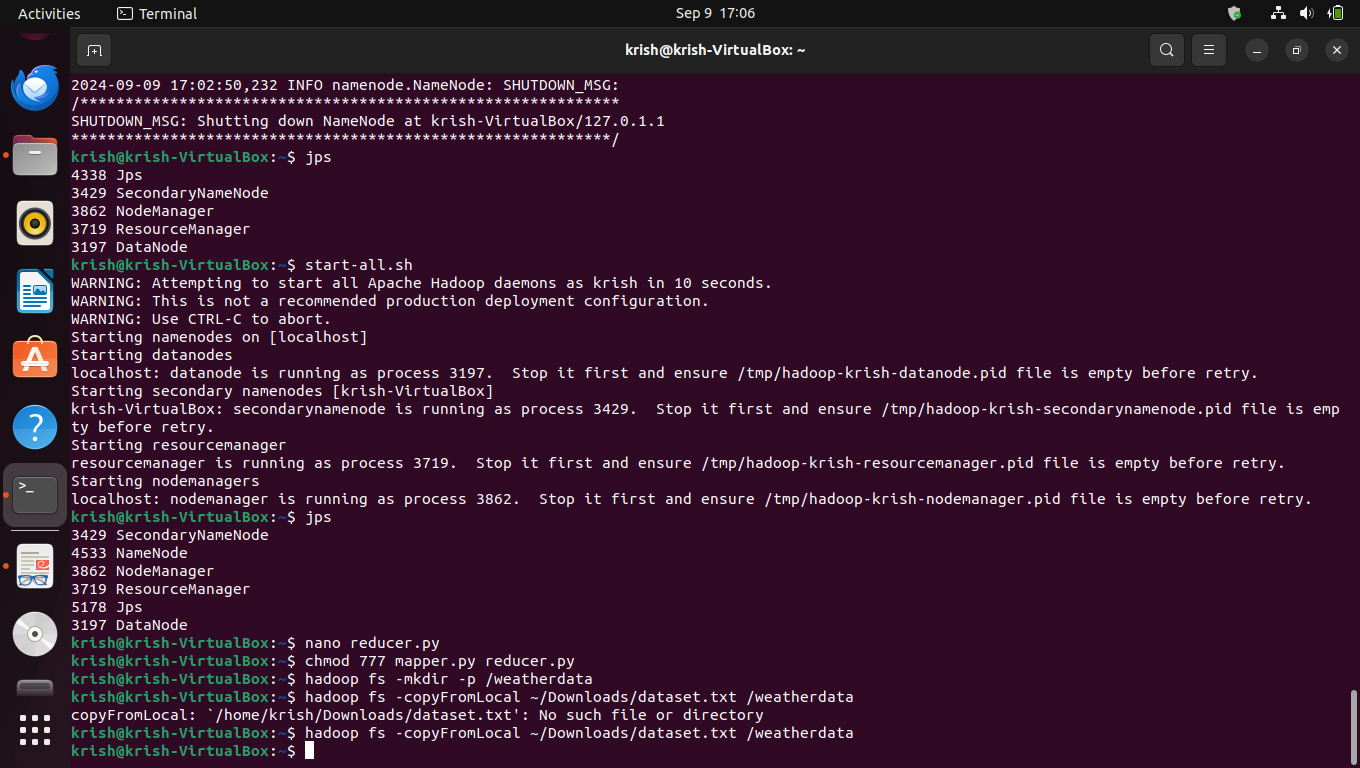 Activities
Terminal
Sep 9 17:06
krish@krish-VirtualBox: ~
2024-09-09 17:02:50,232 INFO namenode.NameNode: SHUTDOWN_MSG:
/************************************************************
SHUTDOWN_MSG: Shutting down NameNode at krish-VirtualBox/127.0.1.1
************************************************************/
krish@krish-VirtualBox:~$ jps
4338 Jps
3429 SecondaryNameNode
3862 NodeManager
3719 ResourceManager
3197 DataNode
krish@krish-VirtualBox:~$ start-all.sh
WARNING: Attempting to start all Apache Hadoop daemons as krish in 10 seconds.
WARNING: This is not a recommended production deployment configuration.
WARNING: Use CTRL-C to abort.
Starting namenodes on [localhost]
Starting datanodes
localhost: datanode is running as process 3197.  Stop it first and ensure /tmp/hadoop-krish-datanode.pid file is empty before retry.
Starting secondary namenodes [krish-VirtualBox]
krish-VirtualBox: secondarynamenode is running as process 3429.  Stop it first and ensure /tmp/hadoop-krish-secondarynamenode.pid file is emp
ty before retry.
Starting resourcemanager
resourcemanager is running as process 3719.  Stop it first and ensure /tmp/hadoop-krish-resourcemanager.pid file is empty before retry.
Starting nodemanagers
localhost: nodemanager is running as process 3862.  Stop it first and ensure /tmp/hadoop-krish-nodemanager.pid file is empty before retry.
krish@krish-VirtualBox:~$ jps
3429 SecondaryNameNode
4533 NameNode
3862 NodeManager
3719 ResourceManager
5178 Jps
3197 DataNode
krish@krish-VirtualBox:~$ nano reducer.py
krish@krish-VirtualBox:~$ chmod 777 mapper.py reducer.py
krish@krish-VirtualBox:~$ hadoop fs -mkdir -p /weatherdata
krish@krish-VirtualBox:~$ hadoop fs -copyFromLocal ~/Downloads/dataset.txt /weatherdata
copyFromLocal: `/home/krish/Downloads/dataset.txt': No such file or directory
krish@krish-VirtualBox:~$ hadoop fs -copyFromLocal ~/Downloads/dataset.txt /weatherdata
krish@krish-VirtualBox:~$